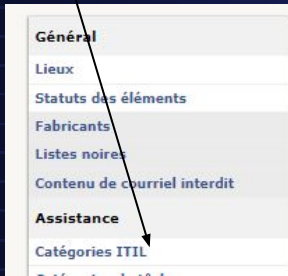 Général
Lieux
Statuts des éléments
Fabricants
Listes noires
Contenu de courriel interdit
Assistance
Catégories ITIL